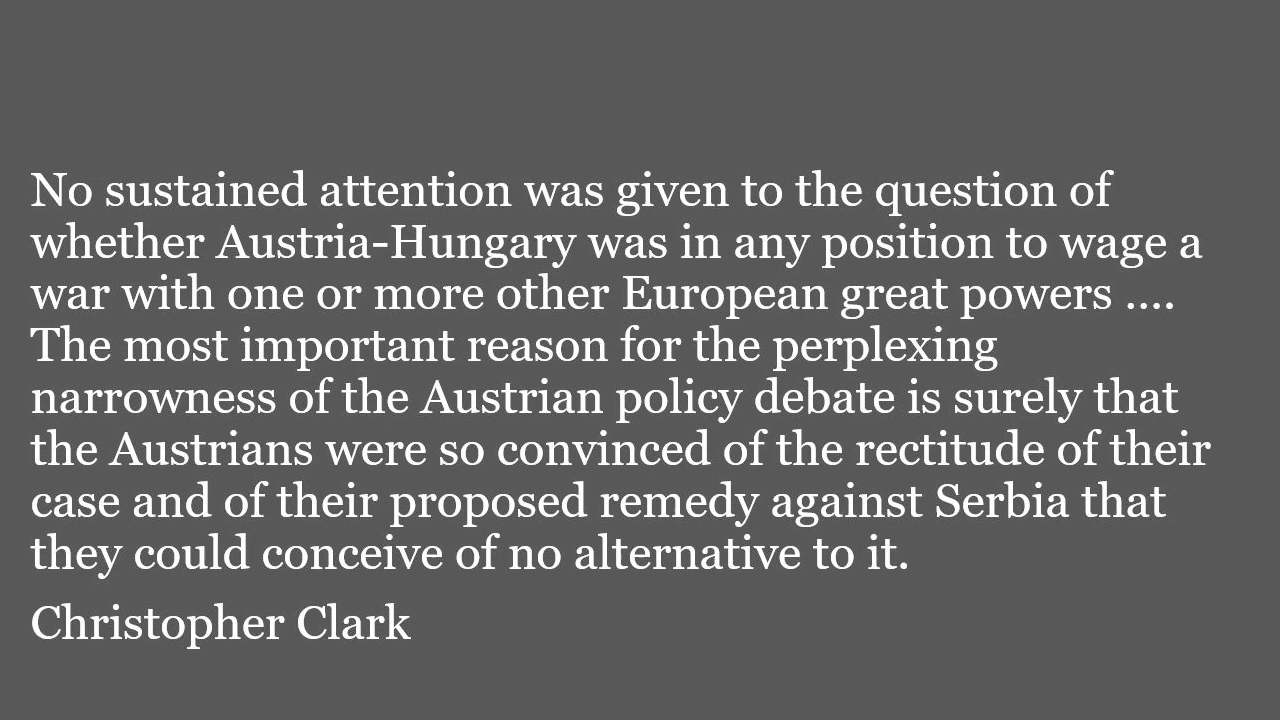 No sustained attention was given to the question of
whether Austria-Hungary was in any position to wage a
war with one or more other European great powers ....
The most important reason for the perplexing
narrowness of the Austrian policy debate is surely that
the Austrians were so convinced of the rectitude of their
case and of their proposed remedy against Serbia that
they could conceive of no alternative to it.
Christopher Clark